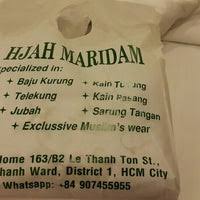 HJAH MARIDAM
Specialized in:
✦ Baju Kurung ✦ Kain Tudung
✦ Telekung ✦ Kain Pasang
✦ Jubah ✦ Sarung Tangan
✦ Exclussive Muslim's wear
Home 163/B2 Le Thanh Ton St.,
Thanh Ward, District 1, HCM City
Whatsapp: +84 907455955